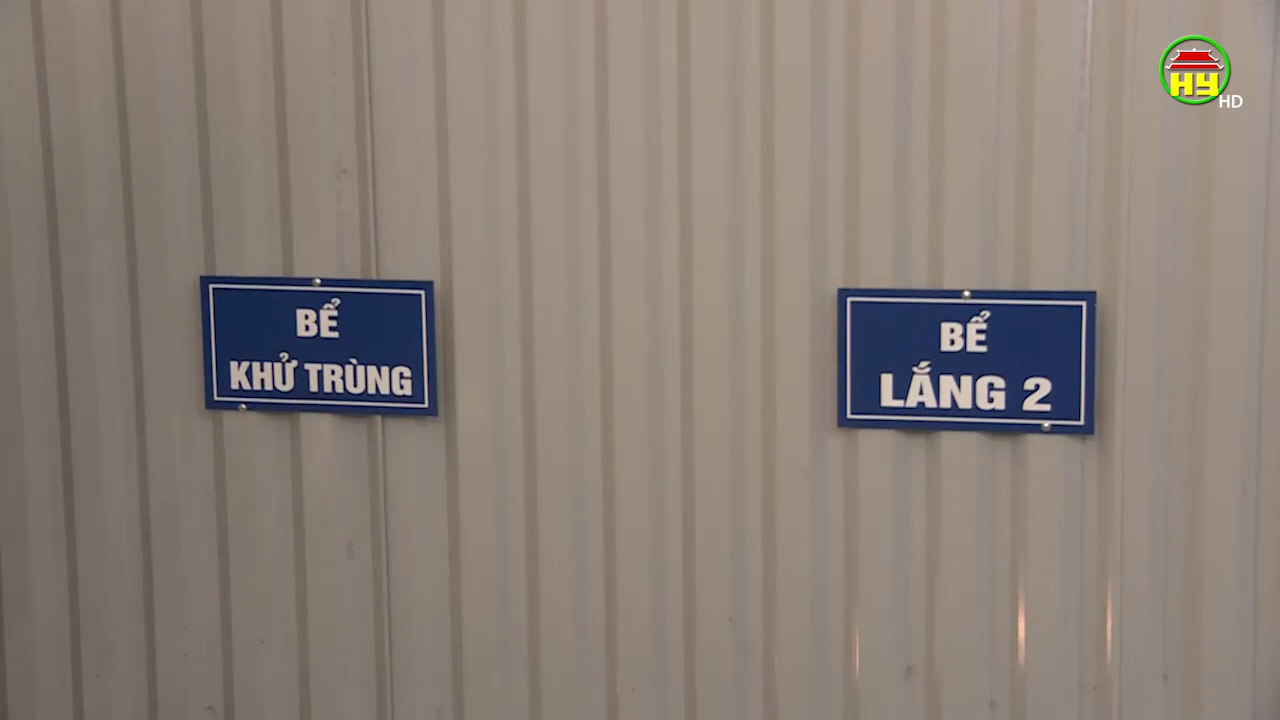 HY
HD
BỂ
KHỬ TRÙNG
BỂ
LẮNG 2